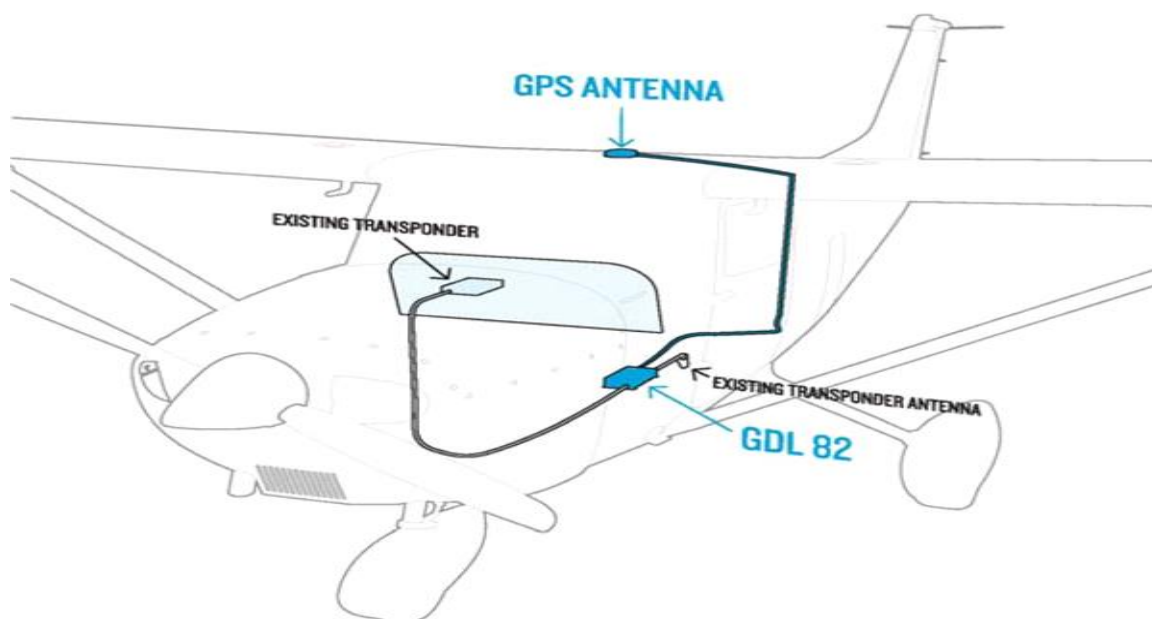 GPS ANTENNA
EXISTING TRANSPONDER
EXISTING TRANSPONDER ANTENNA
GDL 82